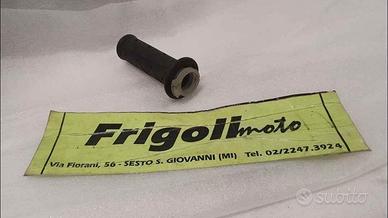 Frigolimoto
Via Fiorani, 56 - SESTO S. GIOVANNI (MI) Tel. 02/2247.3924
subito